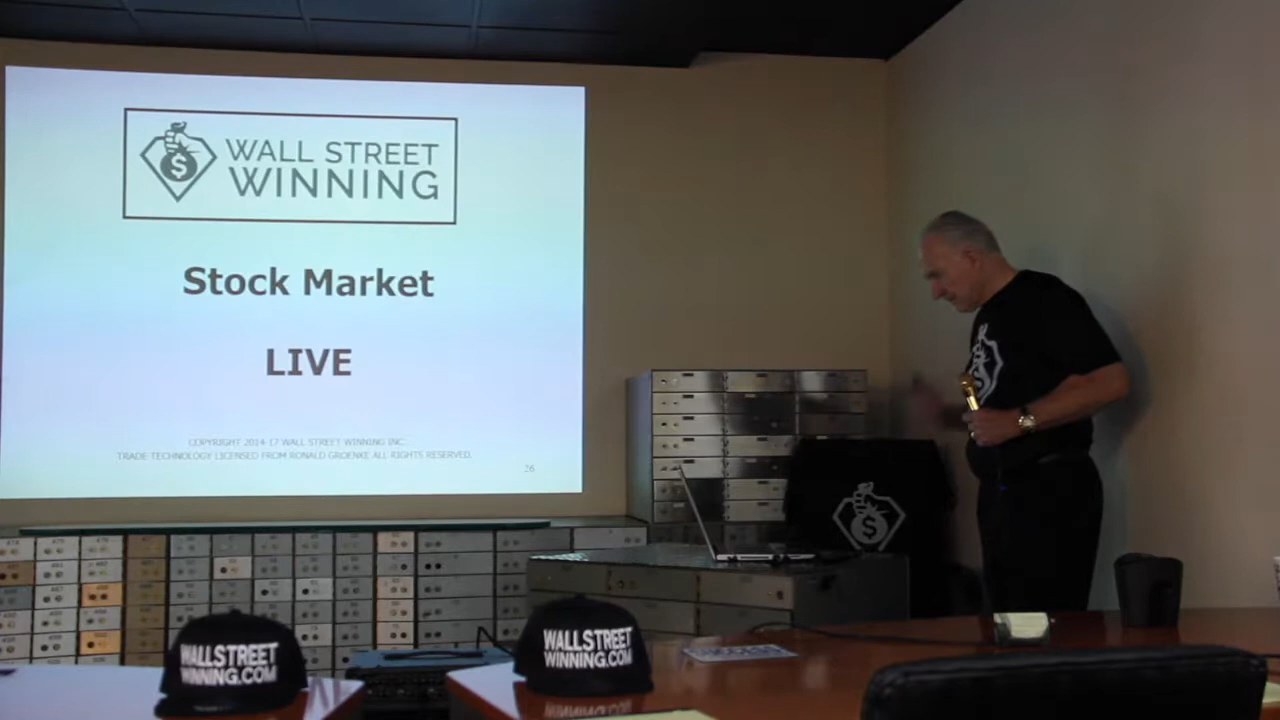 WALL STREET
WINNING
Stock Market
LIVE
COPYRIGHT 2014-17 WALL STREET WINNING INC
TRADE TECHNOLOGY LICENSED FROM RONALD GROENKE ALL RIGHTS RESERVED.
26
$
$
$
WALLSTREET
WINNING.COM
WALLSTREET
WINNING.COM